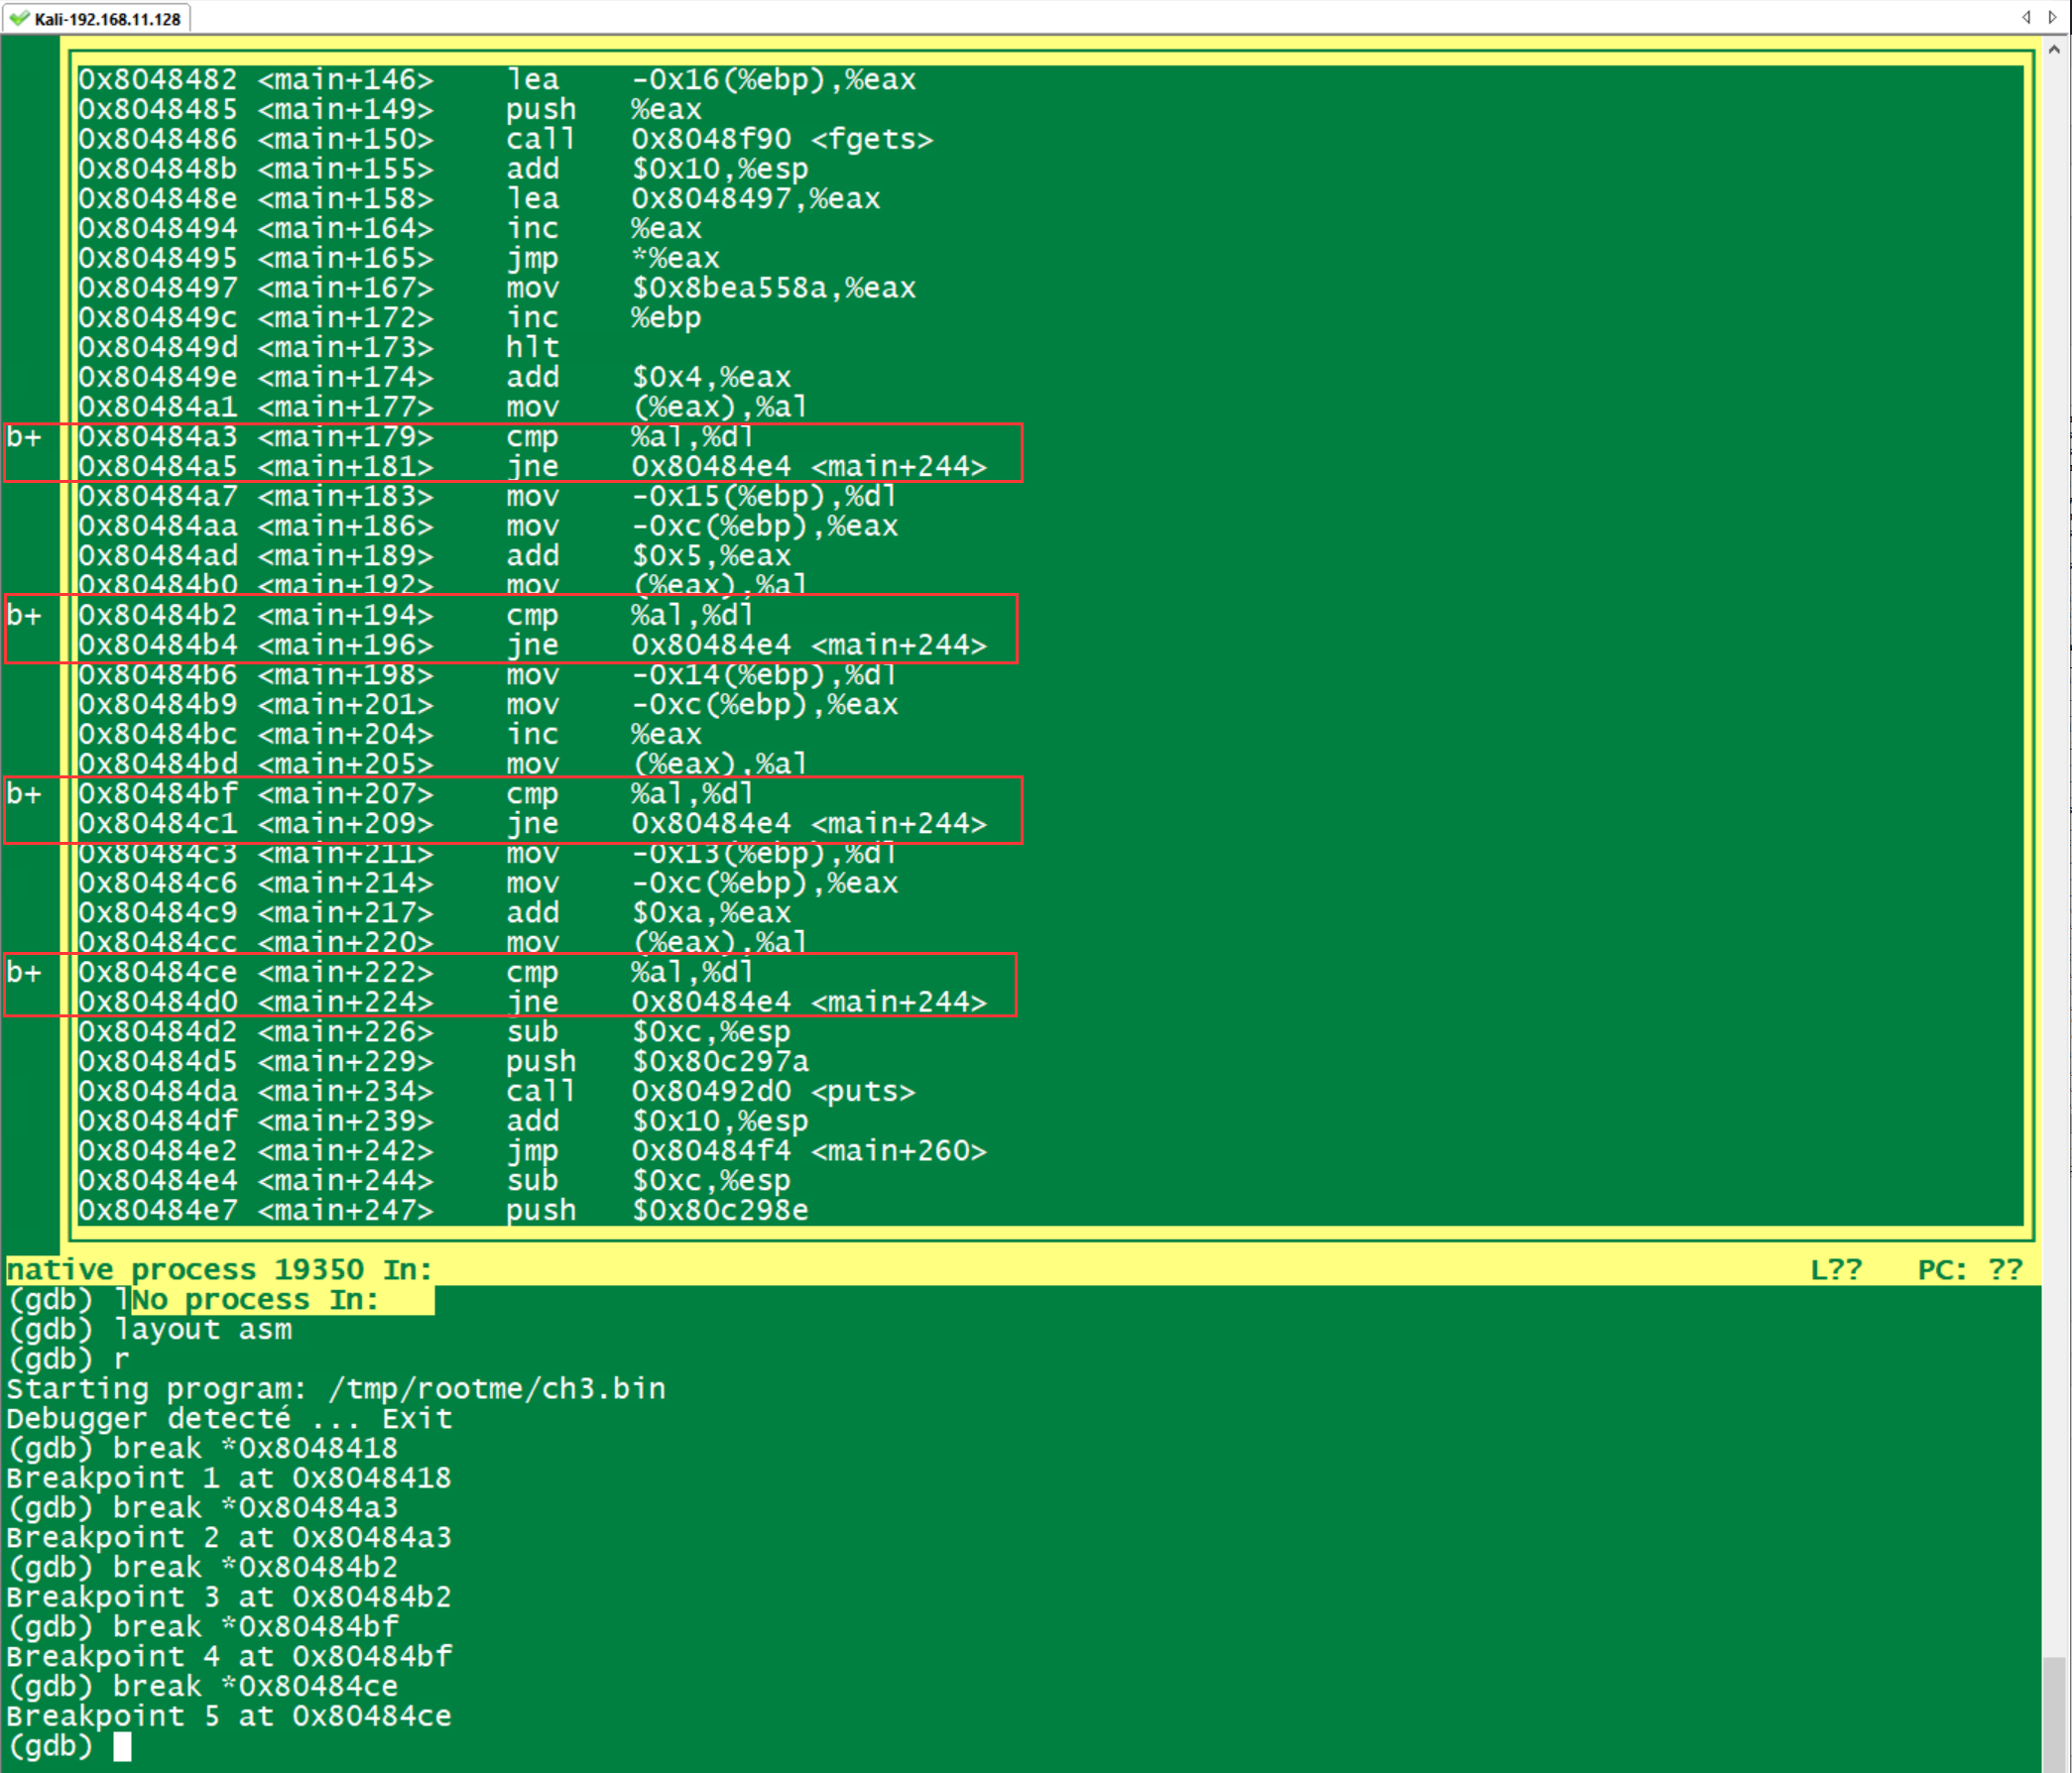 Kali-192.168.11.128
0x8048482 <main+146> lea -0x16(%ebp),%eax
0x8048485 <main+149> push %eax
0x8048486 <main+150> call 0x8048f90 <fgets>
0x804848b <main+155> add $0x10,%esp
0x804848e <main+158> lea 0x8048497,%eax
0x8048494 <main+164> inc %eax
0x8048495 <main+165> jmp *%eax
0x8048497 <main+167> mov $0x8bea558a,%eax
0x804849c <main+172> inc %ebp
0x804849d <main+173> hlt
0x804849e <main+174> add $0x4,%eax
0x80484a1 <main+177> mov (%eax),%al
b+ 0x80484a3 <main+179> cmp %al,%dl
0x80484a5 <main+181> jne 0x80484e4 <main+244>
0x80484a7 <main+183> mov -0x15(%ebp),%dl
0x80484aa <main+186> mov -0xc(%ebp),%eax
0x80484ad <main+189> add $0x5,%eax
0x80484b0 <main+192> mov (%eax),%al
b+ 0x80484b2 <main+194> cmp %al,%dl
0x80484b4 <main+196> jne 0x80484e4 <main+244>
0x80484b6 <main+198> mov -0x14(%ebp),%dl
0x80484b9 <main+201> mov -0xc(%ebp),%eax
0x80484bc <main+204> inc %eax
0x80484bd <main+205> mov (%eax),%al
b+ 0x80484bf <main+207> cmp %al,%dl
0x80484c1 <main+209> jne 0x80484e4 <main+244>
0x80484c3 <main+211> mov -0x13(%ebp),%dl
0x80484c6 <main+214> mov -0xc(%ebp),%eax
0x80484c9 <main+217> add $0xa,%eax
0x80484cc <main+220> mov (%eax),%al
b+ 0x80484ce <main+222> cmp %al,%dl
0x80484d0 <main+224> jne 0x80484e4 <main+244>
0x80484d2 <main+226> sub $0xc,%esp
0x80484d5 <main+229> push $0x80c297a
0x80484da <main+234> call 0x80492d0 <puts>
0x80484df <main+239> add $0x10,%esp
0x80484e2 <main+242> jmp 0x80484f4 <main+260>
0x80484e4 <main+244> sub $0xc,%esp
0x80484e7 <main+247> push $0x80c298e
native process 19350 In: L?? PC: ??
(gdb) lNo process In:
(gdb) layout asm
(gdb) r
Starting program: /tmp/rootme/ch3.bin
Debugger detecté ... Exit
(gdb) break *0x8048418
Breakpoint 1 at 0x8048418
(gdb) break *0x80484a3
Breakpoint 2 at 0x80484a3
(gdb) break *0x80484b2
Breakpoint 3 at 0x80484b2
(gdb) break *0x80484bf
Breakpoint 4 at 0x80484bf
(gdb) break *0x80484ce
Breakpoint 5 at 0x80484ce
(gdb)